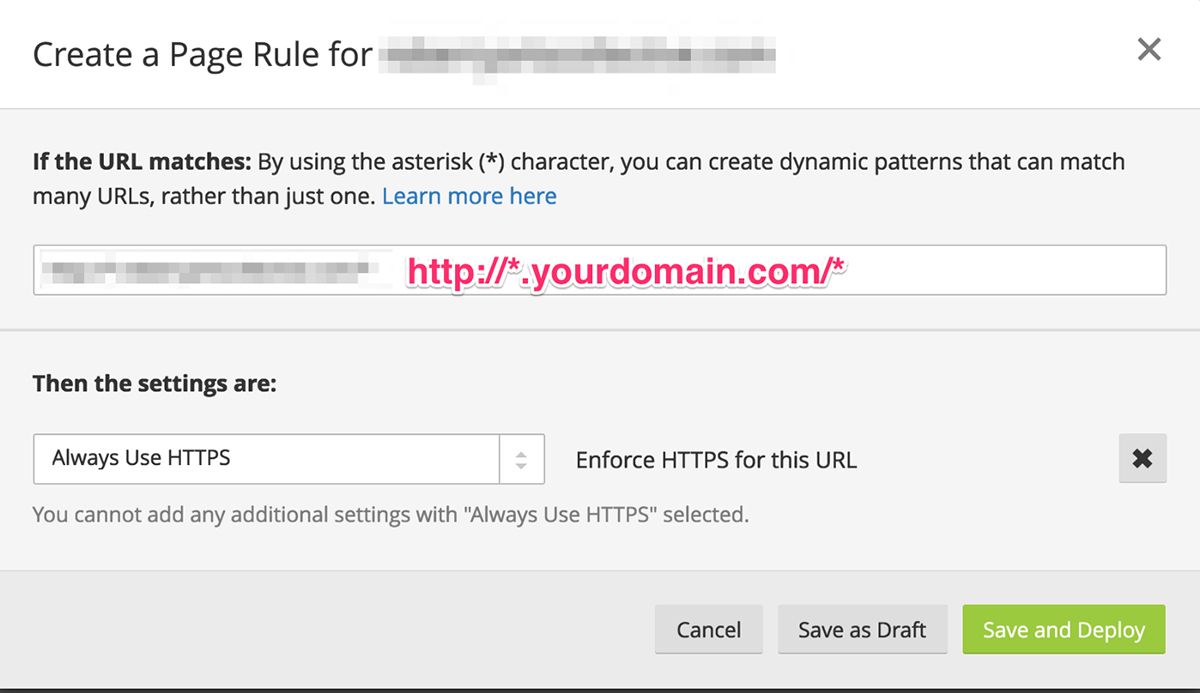 Create a Page Rule for
If the URL matches: By using the asterisk (*) character, you can create dynamic patterns that can match
many URLs, rather than just one. Learn more here
http://*.yourdomain.com/*
Then the settings are:
Always Use HTTPS
Enforce HTTPS for this URL
You cannot add any additional settings with "Always Use HTTPS" selected.
Cancel
Save as Draft
Save and Deploy